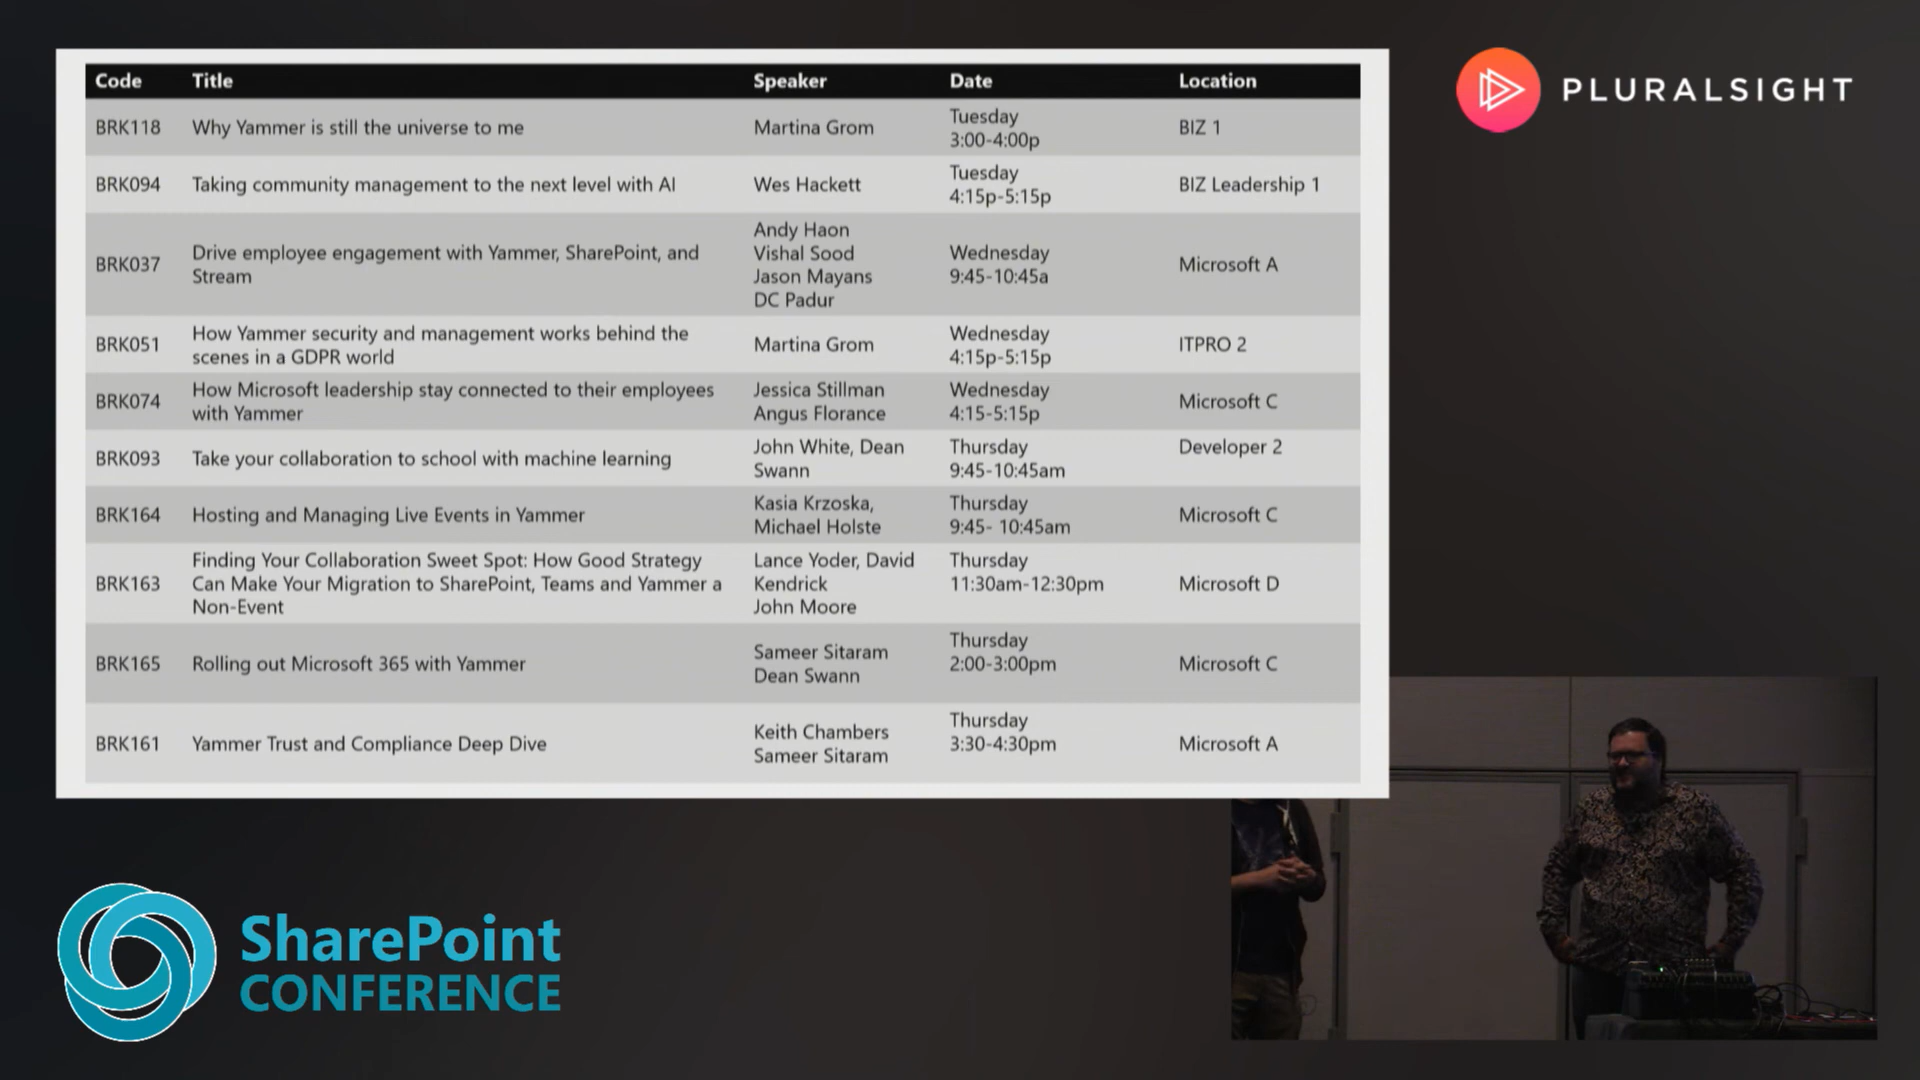 Code Title Speaker Date Location
BRK118 Why Yammer is still the universe to me Martina Grom Tuesday
3:00-4:00p BIZ 1
BRK094 Taking community management to the next level with AI Wes Hackett Tuesday
4:15p-5:15p BIZ Leadership 1
BRK037 Drive employee engagement with Yammer, SharePoint, and
Stream
Andy Haon
Vishal Sood
Jason Mayans
DC Padur
Wednesday
9:45-10:45a
Microsoft A
BRK051 How Yammer security and management works behind the
scenes in a GDPR world
Martina Grom
Wednesday
4:15p-5:15p
ITPRO 2
BRK074 How Microsoft leadership stay connected to their employees
with Yammer
Jessica Stillman
Angus Florance
Wednesday
4:15-5:15p
Microsoft C
BRK093 Take your collaboration to school with machine learning
John White, Dean
Swann
Thursday
9:45-10:45am
Developer 2
BRK164 Hosting and Managing Live Events in Yammer
Kasia Krzoska,
Michael Holste
Thursday
9:45- 10:45am
Microsoft C
BRK163 Finding Your Collaboration Sweet Spot: How Good Strategy
Can Make Your Migration to SharePoint, Teams and Yammer a
Non-Event
Lance Yoder, David
Kendrick
John Moore
Thursday
11:30am-12:30pm
Microsoft D
BRK165 Rolling out Microsoft 365 with Yammer
Sameer Sitaram
Dean Swann
Thursday
2:00-3:00pm
Microsoft C
BRK161 Yammer Trust and Compliance Deep Dive
Keith Chambers
Sameer Sitaram
Thursday
3:30-4:30pm
Microsoft A
PLURALSIGHT
SharePoint
CONFERENCE